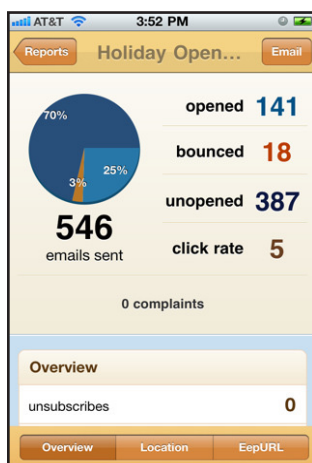 AT&T 3:52 PM
Reports Holiday Open... Email
70%
25%
3%
opened 141
bounced 18
unopened 387
click rate 5
546
emails sent
0 complaints
Overview
unsubscribes 0
Overview Location EepURL